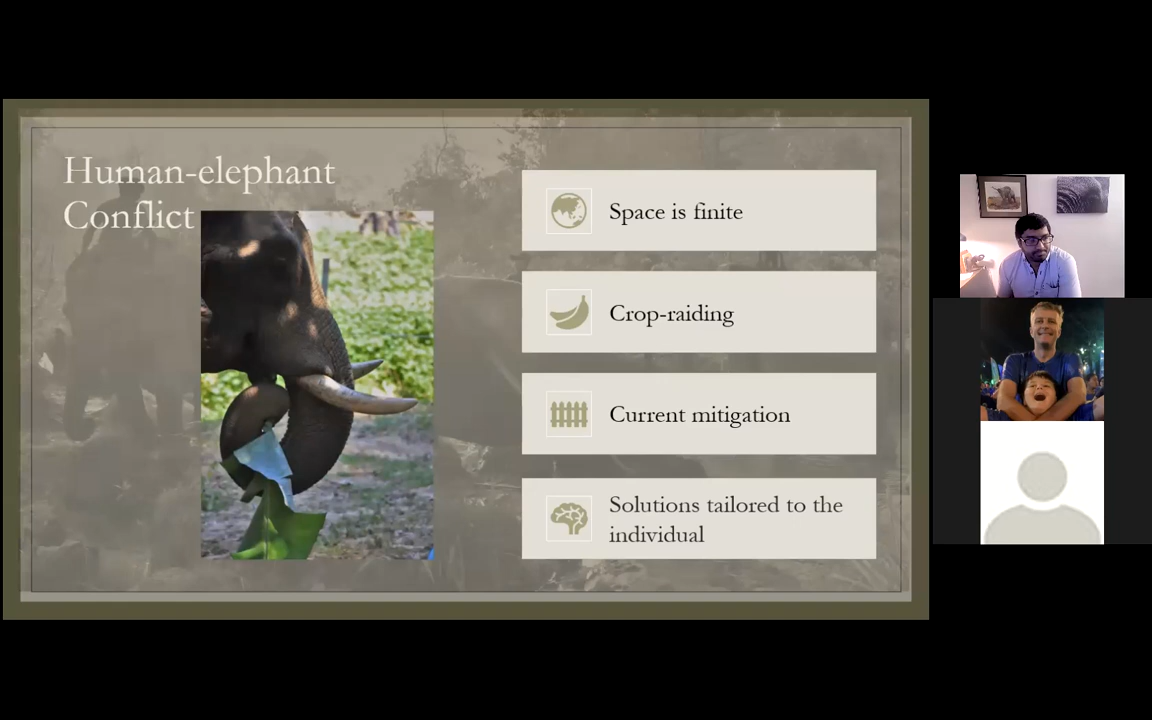 Human-elephant
Conflict
Space is finite
Crop-raiding
Current mitigation
Solutions tailored to the
individual